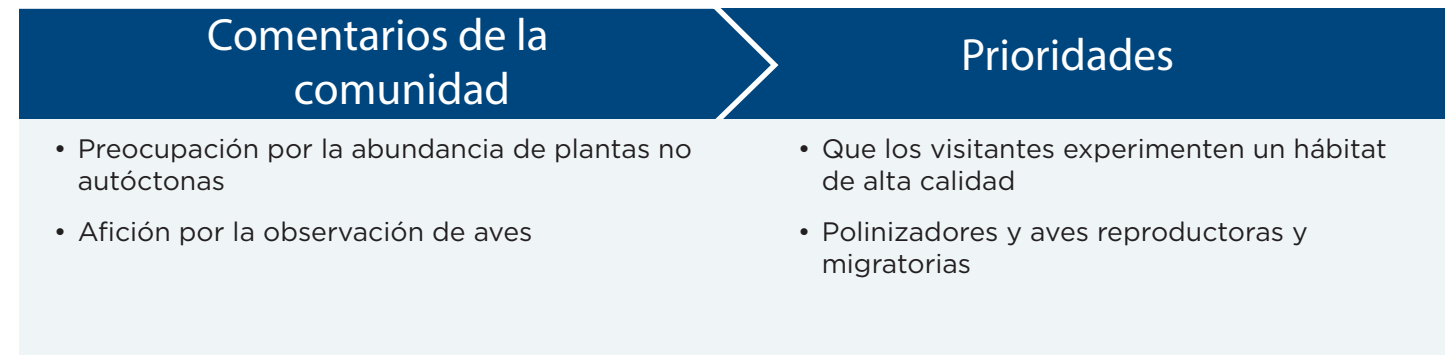 Comentarios de la
comunidad
• Preocupación por la abundancia de plantas no
autóctonas
• Afición por la observación de aves
Prioridades
• Que los visitantes experimenten un hábitat
de alta calidad
• Polinizadores y aves reproductoras y
migratorias